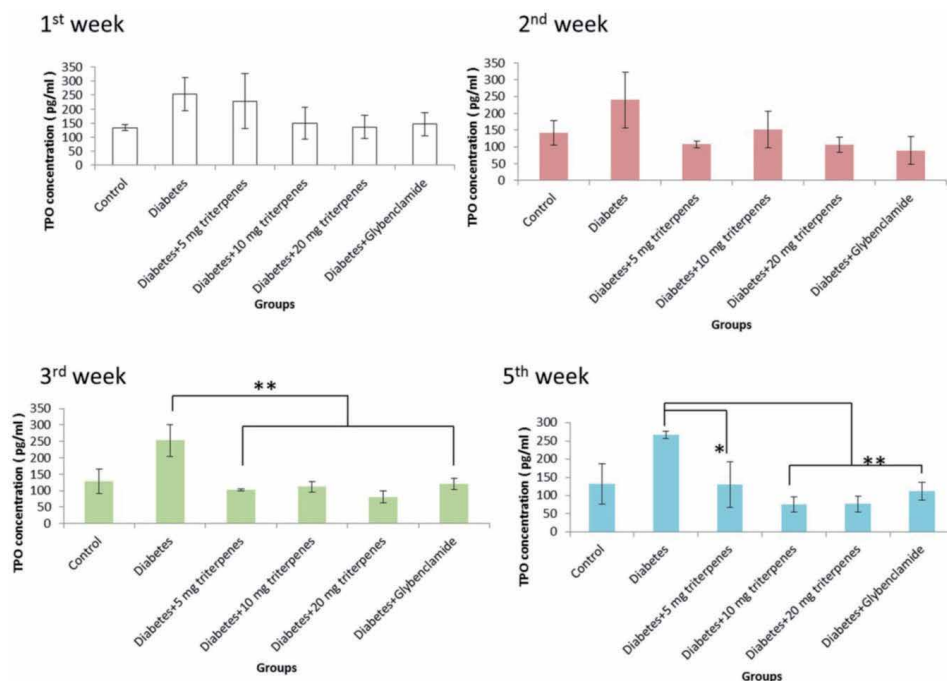 1st week
TPO concentration ( pg/ml )
350
300
250
200
150
100
50
0
Control
Diabetes
Diabetes+5 mg triterpenes
Diabetes+10 mg triterpenes
Diabetes+20 mg triterpenes
Diabetes+Glybenclamide
Groups
2nd week
TPO concentration ( pg/ml )
350
300
250
200
150
100
50
0
Control
Diabetes
Diabetes+5 mg triterpenes
Diabetes+10 mg triterpenes
Diabetes+20 mg triterpenes
Diabetes+Glybenclamide
Groups
3rd week
**
TPO concentration ( pg/ml )
350
300
250
200
150
100
50
0
Control
Diabetes
Diabetes+5 mg triterpenes
Diabetes+10 mg triterpenes
Diabetes+20 mg triterpenes
Diabetes+Glybenclamide
Groups
5th week
*
**
TPO concentration ( pg/ml )
350
300
250
200
150
100
50
0
Control
Diabetes
Diabetes+5 mg triterpenes
Diabetes+10 mg triterpenes
Diabetes+20 mg triterpenes
Diabetes+Glybenclamide
Groups